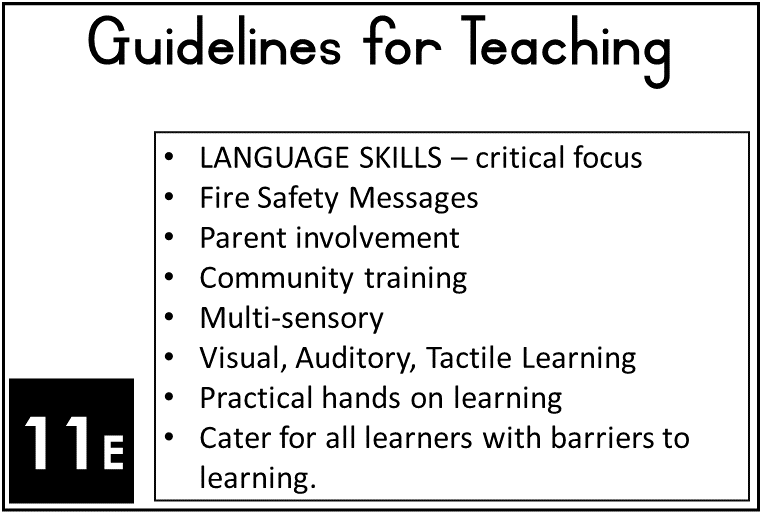 Guidelines for Teaching
• LANGUAGE SKILLS – critical focus
• Fire Safety Messages
• Parent involvement
• Community training
• Multi-sensory
• Visual, Auditory, Tactile Learning
• Practical hands on learning
• Cater for all learners with barriers to
learning.
11E